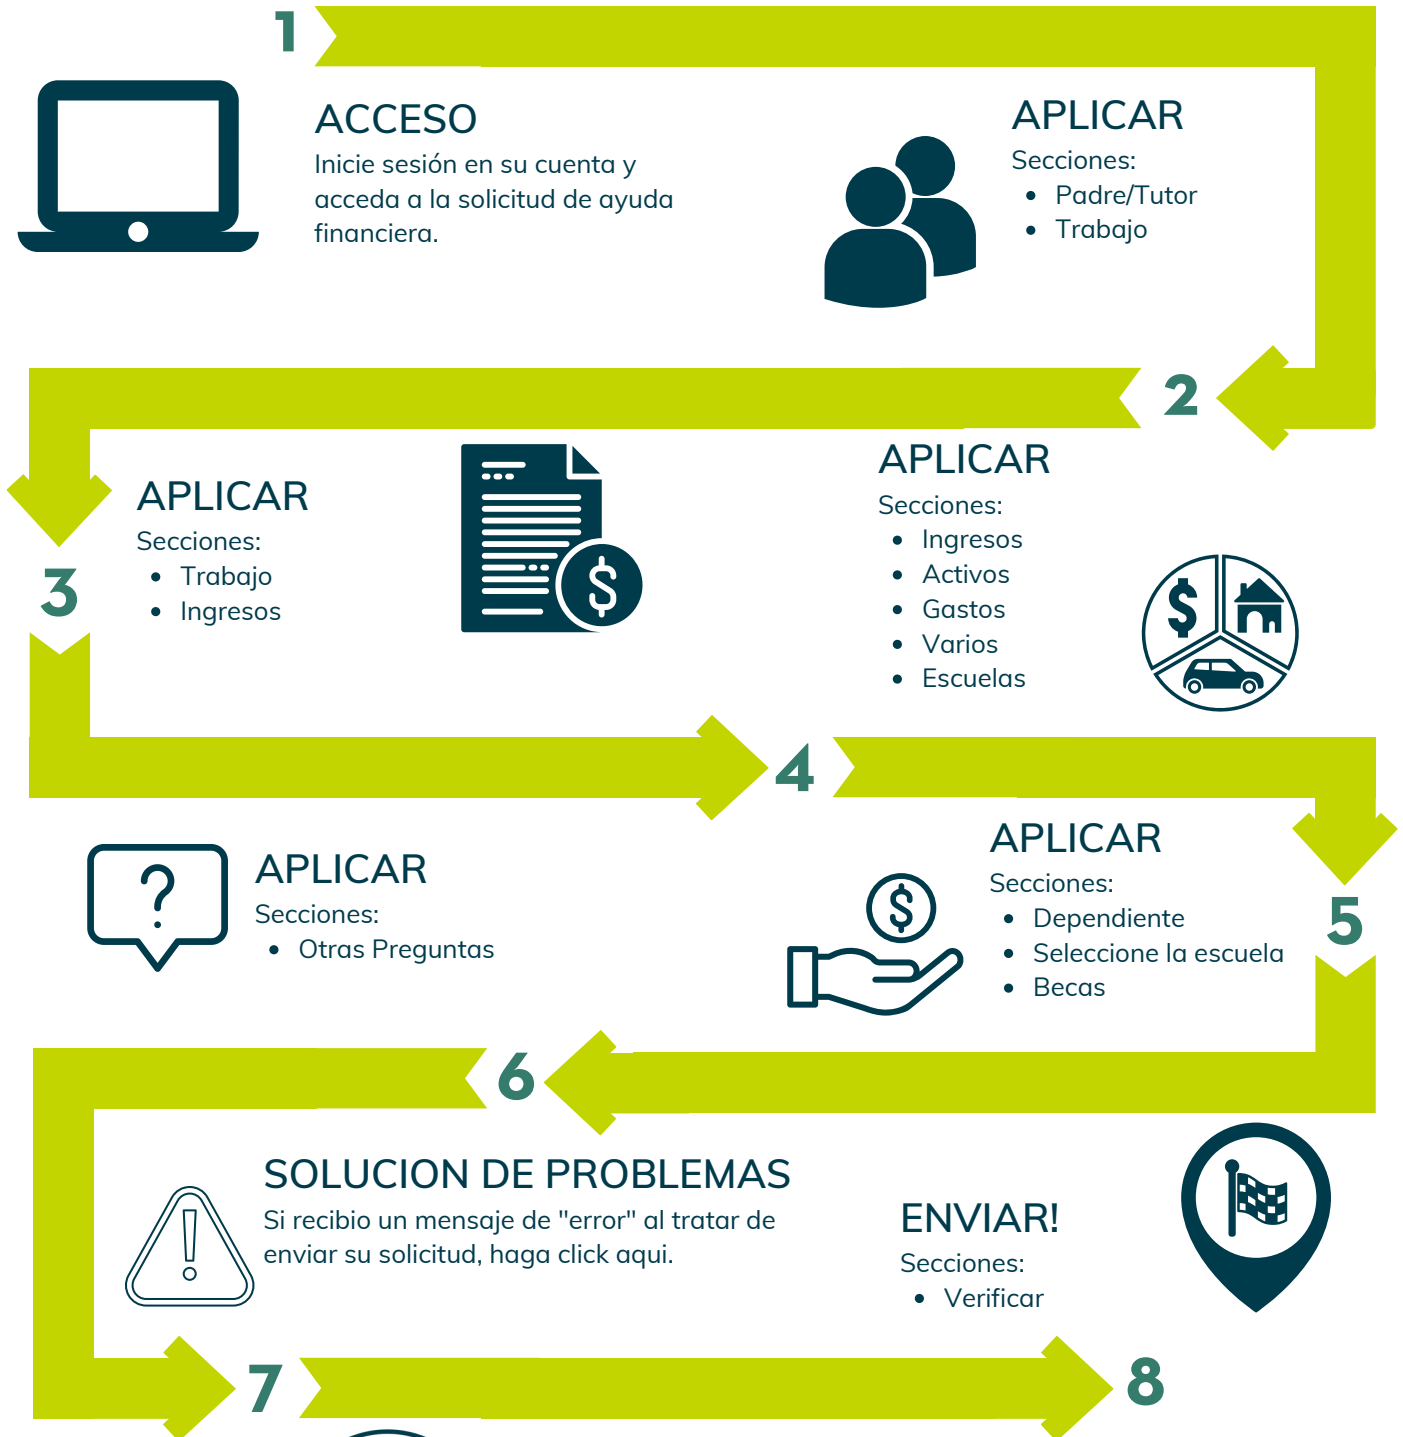 1
ACCESO
Inicie sesión en su cuenta y
acceda a la solicitud de ayuda
financiera.
APLICAR
Secciones:
• Padre/Tutor
• Trabajo
2
APLICAR
Secciones:
• Trabajo
• Ingresos
3
$
APLICAR
Secciones:
• Ingresos
• Activos
• Gastos
• Varios
• Escuelas
$
4
APLICAR
Secciones:
• Dependiente
• Seleccione la escuela
• Becas
$
5
?
APLICAR
Secciones:
• Otras Preguntas
6
!
SOLUCION DE PROBLEMAS
Si recibio un mensaje de "error" al tratar de
enviar su solicitud, haga click aqui.
7
ENVIAR!
Secciones:
• Verificar
8